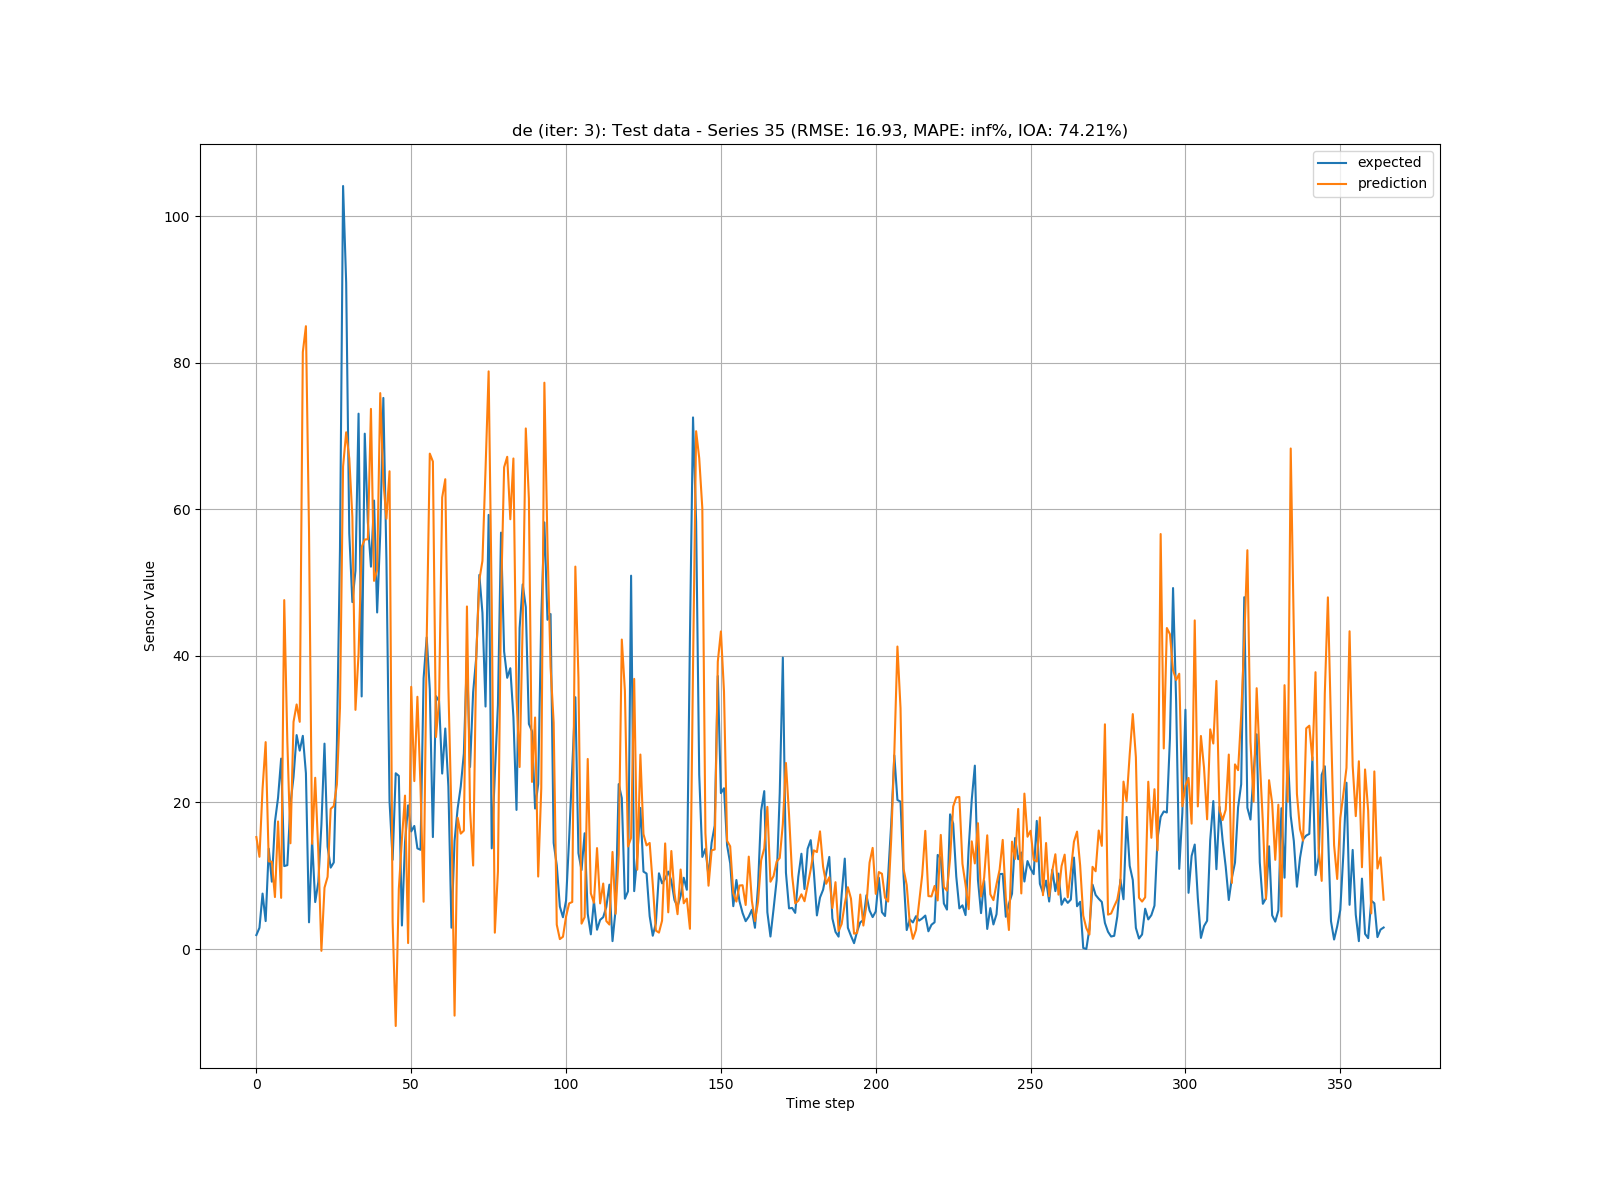 de (iter: 3): Test data - Series 35 (RMSE: 16.93, MAPE: inf%, IOA: 74.21%)
expected
prediction
100
80
60
40
20
0
Sensor Value
0 50 100 150 200 250 300 350
Time step